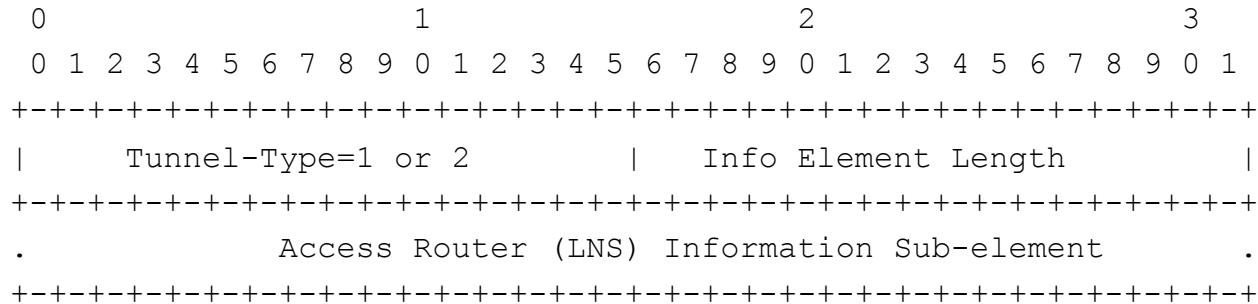 0                   1                   2                   3
 0 1 2 3 4 5 6 7 8 9 0 1 2 3 4 5 6 7 8 9 0 1 2 3 4 5 6 7 8 9 0 1
+-+-+-+-+-+-+-+-+-+-+-+-+-+-+-+-+-+-+-+-+-+-+-+-+-+-+-+-+-+-+-+-+
|     Tunnel-Type=1 or 2        |   Info Element Length         |
+-+-+-+-+-+-+-+-+-+-+-+-+-+-+-+-+-+-+-+-+-+-+-+-+-+-+-+-+-+-+-+-+
.             Access Router (LNS) Information Sub-element       .
+-+-+-+-+-+-+-+-+-+-+-+-+-+-+-+-+-+-+-+-+-+-+-+-+-+-+-+-+-+-+-+-+